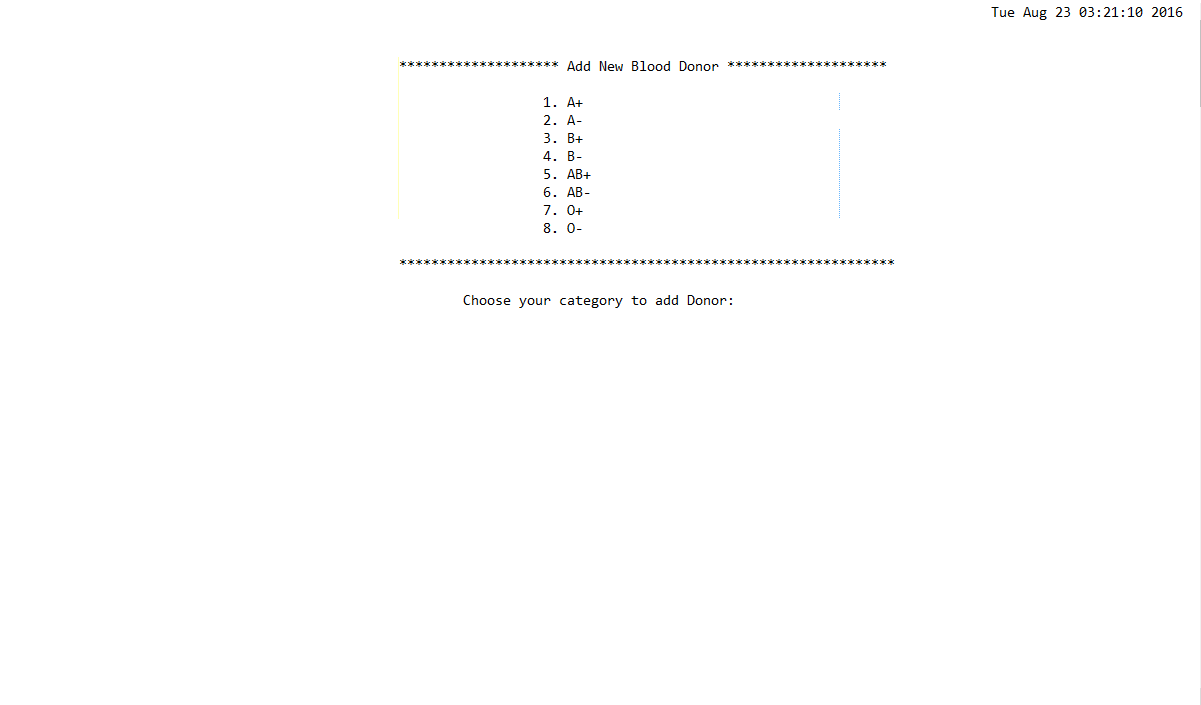 Tue Aug 23 03:21:10 2016
******************** Add New Blood Donor ********************
1. A+
2. A-
3. B+
4. B-
5. AB+
6. AB-
7. O+
8. O-
**************************************************************
Choose your category to add Donor: